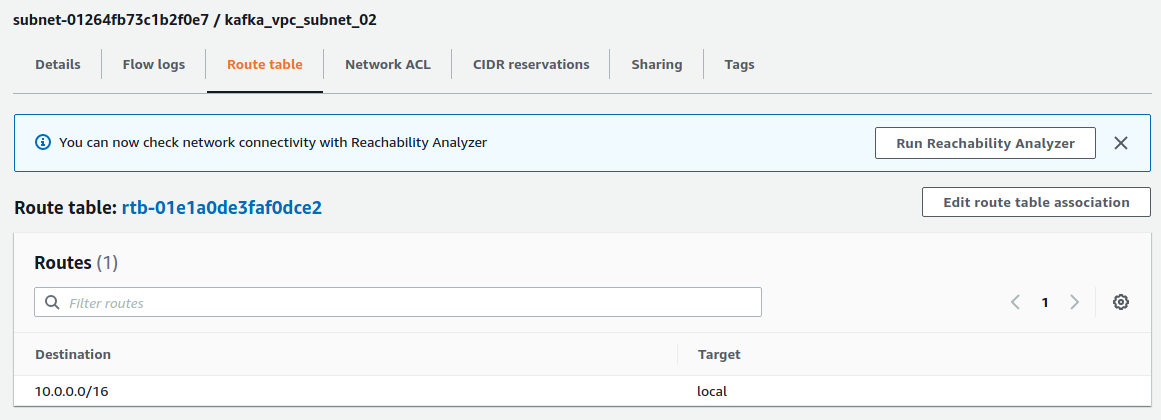 subnet-01264fb73c1b2f0e7 / kafka_vpc_subnet_02
Details Flow logs Route table Network ACL CIDR reservations Sharing Tags
You can now check network connectivity with Reachability Analyzer Run Reachability Analyzer
Route table: rtb-01e1a0de3faf0dce2 Edit route table association
Routes (1)
Filter routes 1
Destination Target
10.0.0.0/16 local